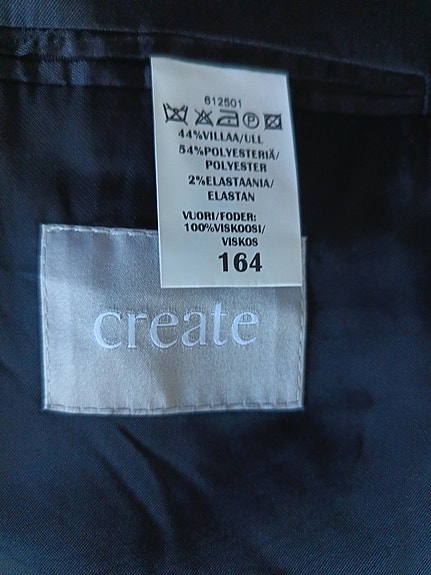 612501
44%VILLAA/ULL
54%POLYESTERIÄ/
POLYESTER
2%ELASTAANIA/
ELASTAN
VUORI/FODER:
100%VISKOOSI/
VISKOS
164
create